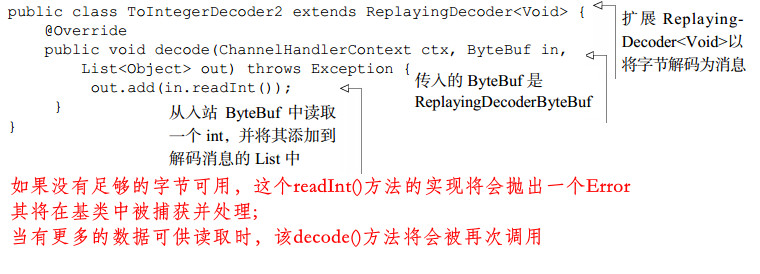 public class ToIntegerDecoder2 extends ReplayingDecoder<Void> {
@Override
public void decode(ChannelHandlerContext ctx, ByteBuf in,
List<Object> out) throws Exception {
out.add(in.readInt());
}
}
扩展 Replaying-
Decoder<Void>以
将字节解码为消息
传入的 ByteBuf 是
ReplayingDecoderByteBuf
从入站 ByteBuf 中读取
一个 int，并将其添加到
解码消息的 List 中
如果没有足够的字节可用，这个readInt()方法的实现将会抛出一个Error
其将在基类中被捕获并处理;
当有更多的数据可供读取时，该decode()方法将会被再次调用